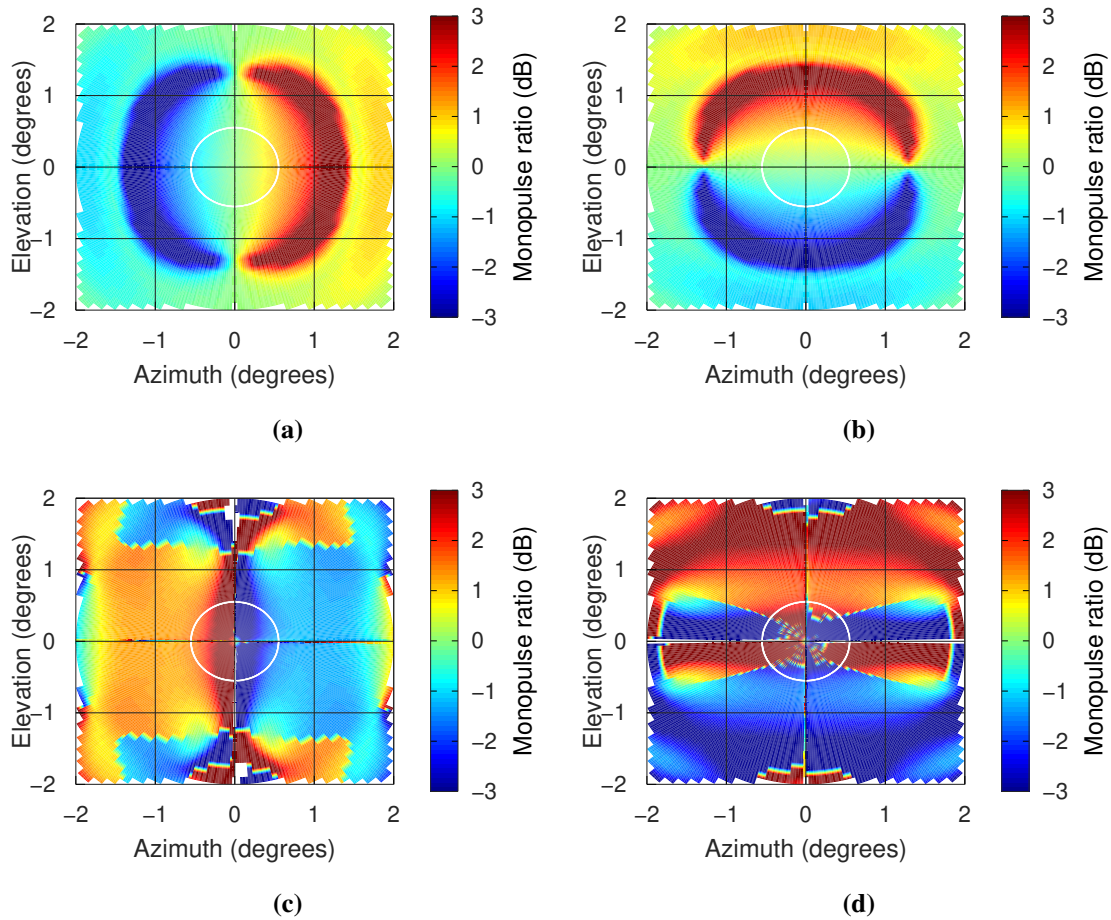 2
1
0
−1
−2
−2 −1 0 1 2
Elevation (degrees)
Azimuth (degrees)
3
2
1
0
−1
−2
−3
Monopulse ratio (dB)
(a)
2
1
0
−1
−2
−2 −1 0 1 2
Elevation (degrees)
Azimuth (degrees)
3
2
1
0
−1
−2
−3
Monopulse ratio (dB)
(b)
2
1
0
−1
−2
−2 −1 0 1 2
Elevation (degrees)
Azimuth (degrees)
3
2
1
0
−1
−2
−3
Monopulse ratio (dB)
(c)
2
1
0
−1
−2
−2 −1 0 1 2
Elevation (degrees)
Azimuth (degrees)
3
2
1
0
−1
−2
−3
Monopulse ratio (dB)
(d)